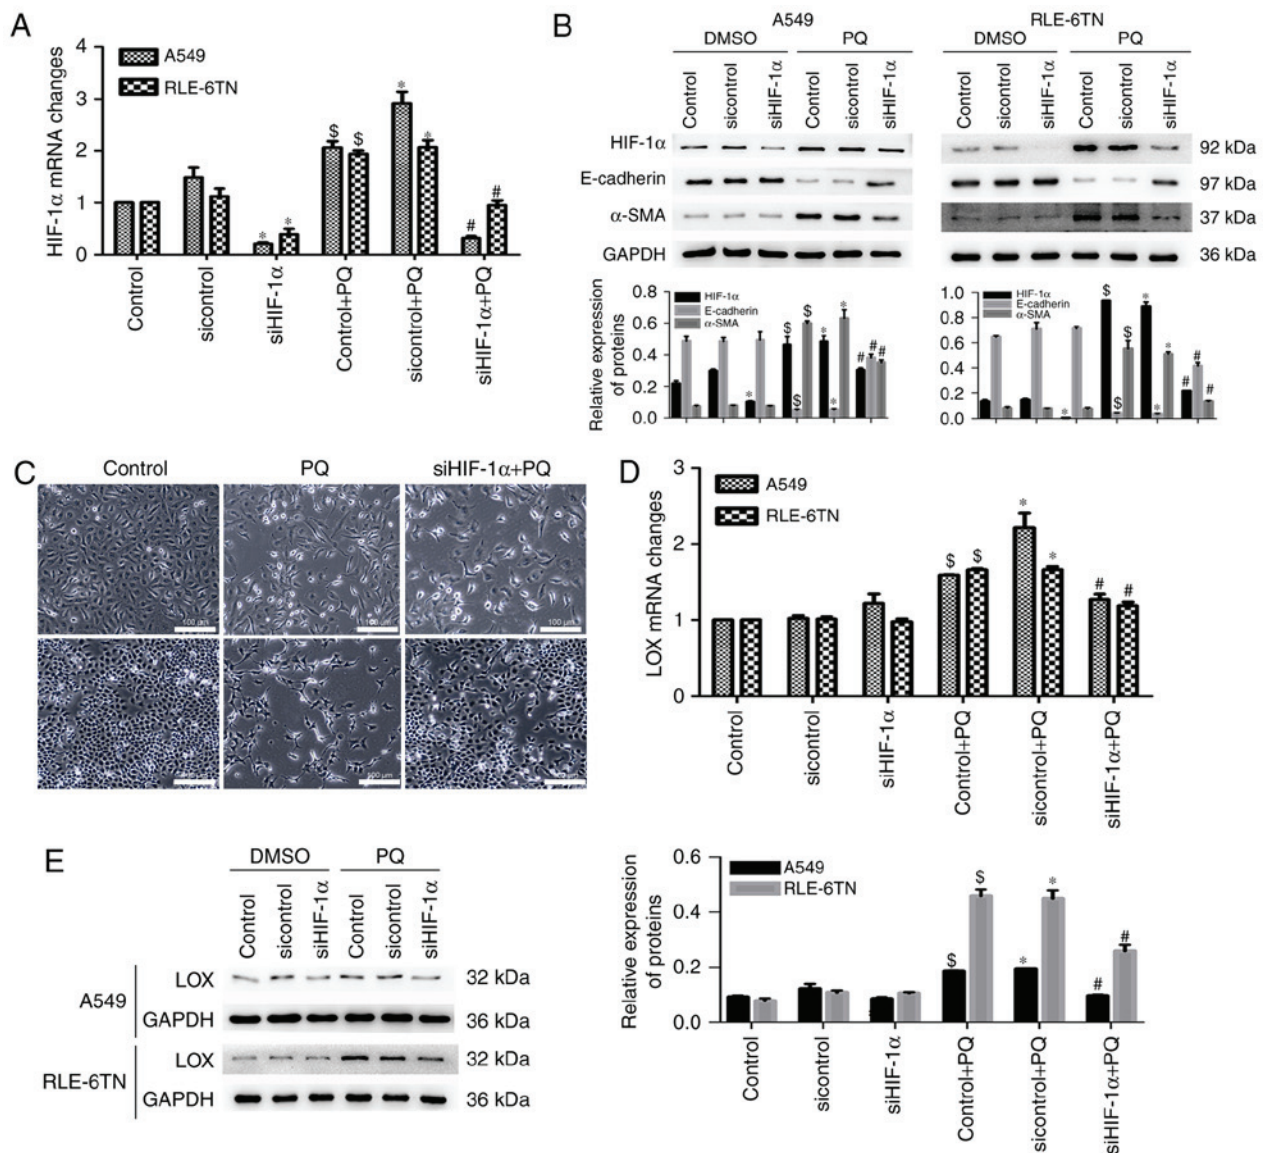 A
HIF-1α mRNA changes
4
3
2
1
0
A549
RLE-6TN
$ $ * * * * # #
Control
sicontrol
siHIF-1α
Control+PQ
sicontrol+PQ
siHIF-1α+PQ
B
A549 RLE-6TN
DMSO PQ DMSO PQ
Control sicontrol siHIF-1α Control sicontrol siHIF-1α Control sicontrol siHIF-1α Control sicontrol siHIF-1α
HIF-1α 92 kDa
E-cadherin 97 kDa
α-SMA 37 kDa
GAPDH 36 kDa
Relative expression
of proteins
0.8
0.6
0.4
0.2
0.0
HIF-1α
E-cadherin
α-SMA
* $ $ $ * * * # # #
1.0
0.8
0.6
0.4
0.2
0.0
HIF-1α
E-cadherin
α-SMA
* $ $ $ * * * # # #
C
Control PQ siHIF-1α+PQ
100 μm 100 μm 100 μm
100 μm
D
LOX mRNA changes
3
2
1
0
A549
RLE-6TN
$ $ * * # #
Control
sicontrol
siHIF-1α
Control+PQ
sicontrol+PQ
siHIF-1α+PQ
E
DMSO PQ
Control sicontrol siHIF-1α Control sicontrol siHIF-1α
A549
LOX 32 kDa
GAPDH 36 kDa
RLE-6TN
LOX 32 kDa
GAPDH 36 kDa
Relative expression
of proteins
0.6
0.4
0.2
0.0
A549
RLE-6TN
$ $ * * # #
Control
sicontrol
siHIF-1α
Control+PQ
sicontrol+PQ
siHIF-1α+PQ